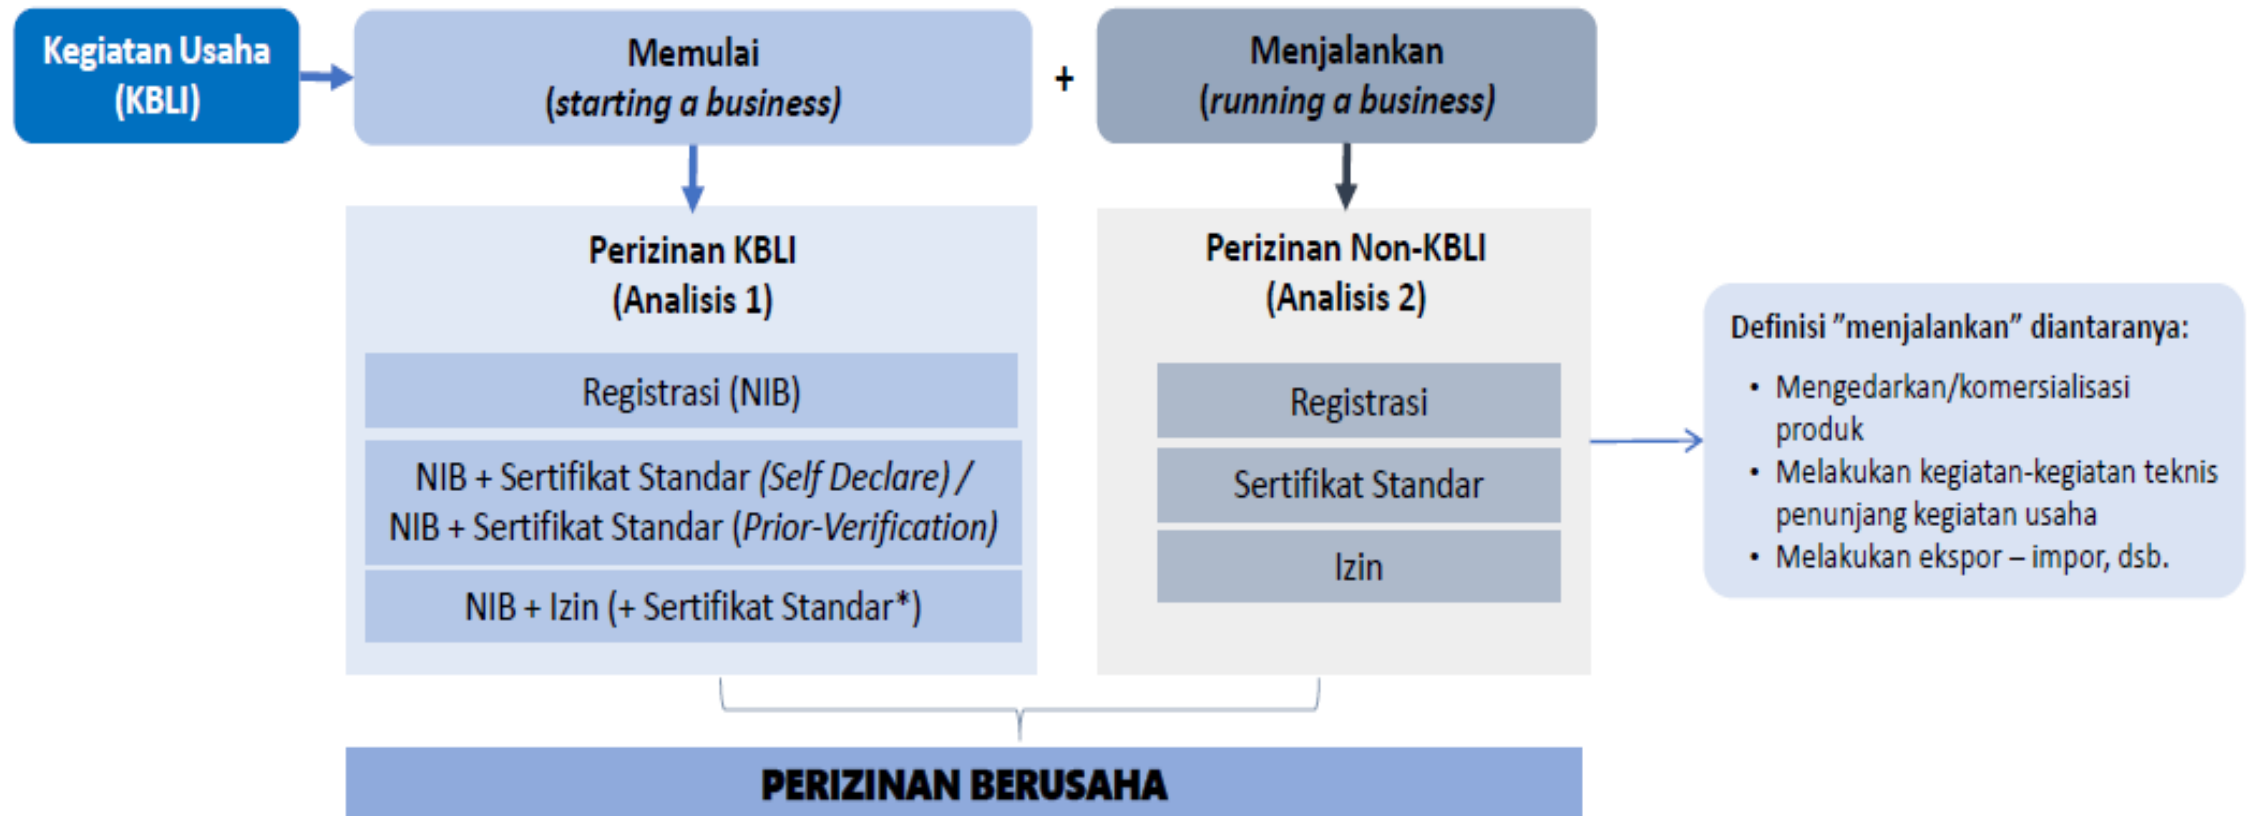 Kegiatan Usaha
(KBLI)
Memulai
(starting a business)
+
Menjalankan
(running a business)
Perizinan KBLI
(Analisis 1)
Registrasi (NIB)
NIB + Sertifikat Standar (Self Declare) /
NIB + Sertifikat Standar (Prior-Verification)
NIB + Izin (+ Sertifikat Standar*)
Perizinan Non-KBLI
(Analisis 2)
Registrasi
Sertifikat Standar
Izin
Definisi ”menjalankan” diantaranya:
• Mengedarkan/komersialisasi
produk
• Melakukan kegiatan-kegiatan teknis
penunjang kegiatan usaha
• Melakukan ekspor – impor, dsb.
PERIZINAN BERUSAHA